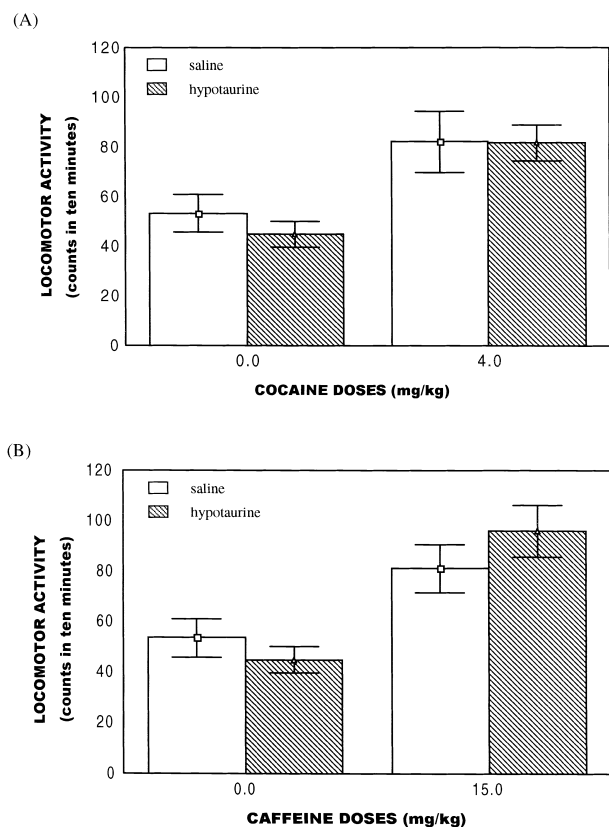 (A)
120
100
80
60
40
20
0
LOCOMOTOR ACTIVITY
(counts in ten minutes)
saline
hypotaurine
0.0
4.0
COCAINE DOSES (mg/kg)
(B)
120
100
80
60
40
20
0
LOCOMOTOR ACTIVITY
(counts in ten minutes)
saline
hypotaurine
0.0
15.0
CAFFEINE DOSES (mg/kg)